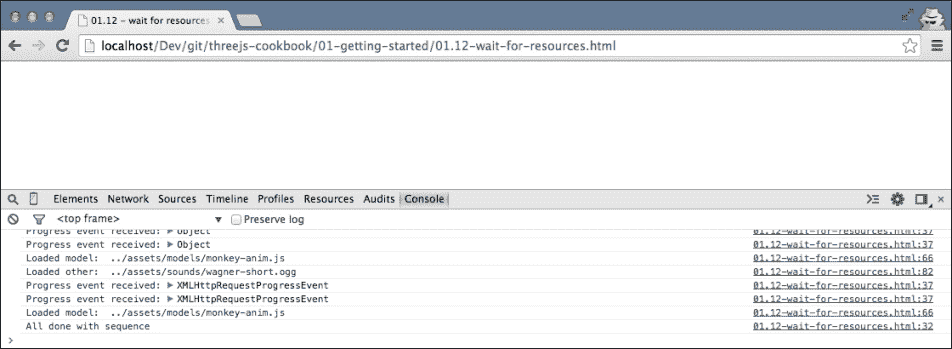 01.12 – wait for resources
localhost/Dev/git/threejs-cookbook/01-getting-started/01.12-wait-for-resources.html
Elements Network Sources Timeline Profiles Resources Audits Console
<top frame> Preserve log
Progress event received: Object 01.12-wait-for-resources.html:37
Progress event received: Object 01.12-wait-for-resources.html:37
Loaded model: ../assets/models/monkey-anim.js 01.12-wait-for-resources.html:66
Loaded other: ../assets/sounds/wagner-short.ogg 01.12-wait-for-resources.html:82
Progress event received: XMLHttpRequestProgressEvent 01.12-wait-for-resources.html:37
Progress event received: XMLHttpRequestProgressEvent 01.12-wait-for-resources.html:37
Loaded model: ../assets/models/monkey-anim.js 01.12-wait-for-resources.html:66
All done with sequence 01.12-wait-for-resources.html:32